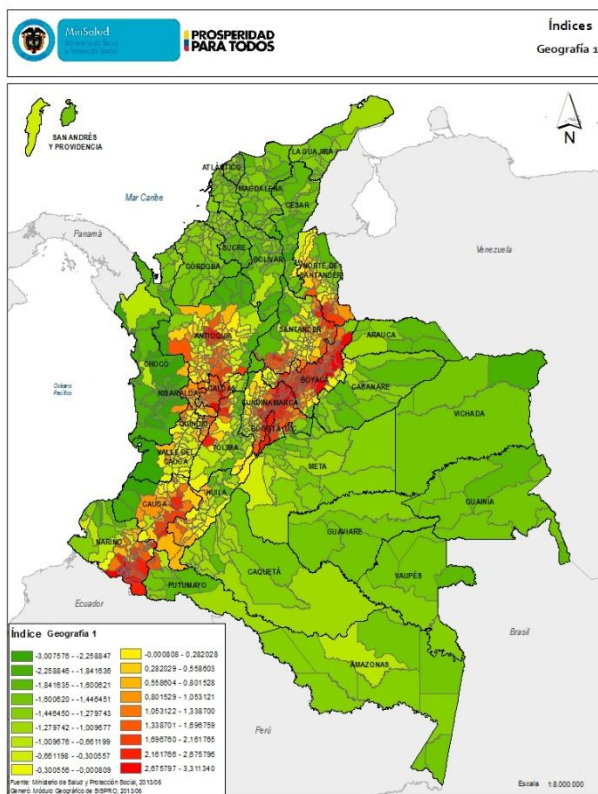 MinSalud
PROSPERIDAD
PARA TODOS
Índices
Geografía 1
SAN ANDRÉS
Y PROVIDENCIA
N
LA GUAJIRA
ATLÁNTICO
MAGDALENA
CESAR
Mar Caribe
Panamá
Venezuela
SUCRE
CÓRDOBA
BOLÍVAR
NORTE DE
SANTANDER
SANTANDER
ANTIOQUIA
ARAUCA
CHOCÓ
BOYACÁ
CASANARE
Océano
Pacífico
RISARALDA
CALDAS
CUNDINAMARCA
VICHADA
QUINDÍO
BOGOTÁ D.C.
TOLIMA
VALLE DEL
CAUCA
META
GUAINÍA
HUILA
CAUCA
GUAVIARE
NARIÑO
CAQUETÁ
VAUPÉS
PUTUMAYO
Ecuador
Brasil
AMAZONAS
Perú
Índice Geografía 1
-3,007576 - -2,258847
-2,258846 - -1,841636
-1,841635 - -1,600621
-1,600620 - -1,446451
-1,446450 - -1,279743
-1,279742 - -1,009677
-1,009676 - -0,661199
-0,661198 - -0,300557
-0,300556 - -0,000809
-0,000808 - 0,282028
0,282029 - 0,558603
0,558604 - 0,801528
0,801529 - 1,053121
1,053122 - 1,338700
1,338701 - 1,696759
1,696760 - 2,161765
2,161766 - 2,675796
2,675797 - 3,311340
Fuente: Ministerio de Salud y Protección Social, 2013/06
Generó: Módulo Geográfico de SISPRO, 2013/06
Escala 1:8.000.000